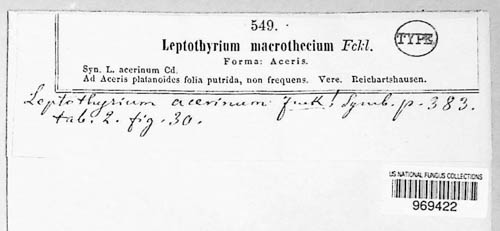 549.
Leptothyrium macrothecium Fckl.
TYPE
Forma: Aceris.
Syn. L. acerinum Cd.
Ad Aceris platanoides folia putrida, non frequens. Vere. Reichartshausen.
Leptothyrium acerinum Fuck! Symb. p. 383.
tab. 2. fig. 30.
US NATIONAL FUNGUS COLLECTIONS
969422